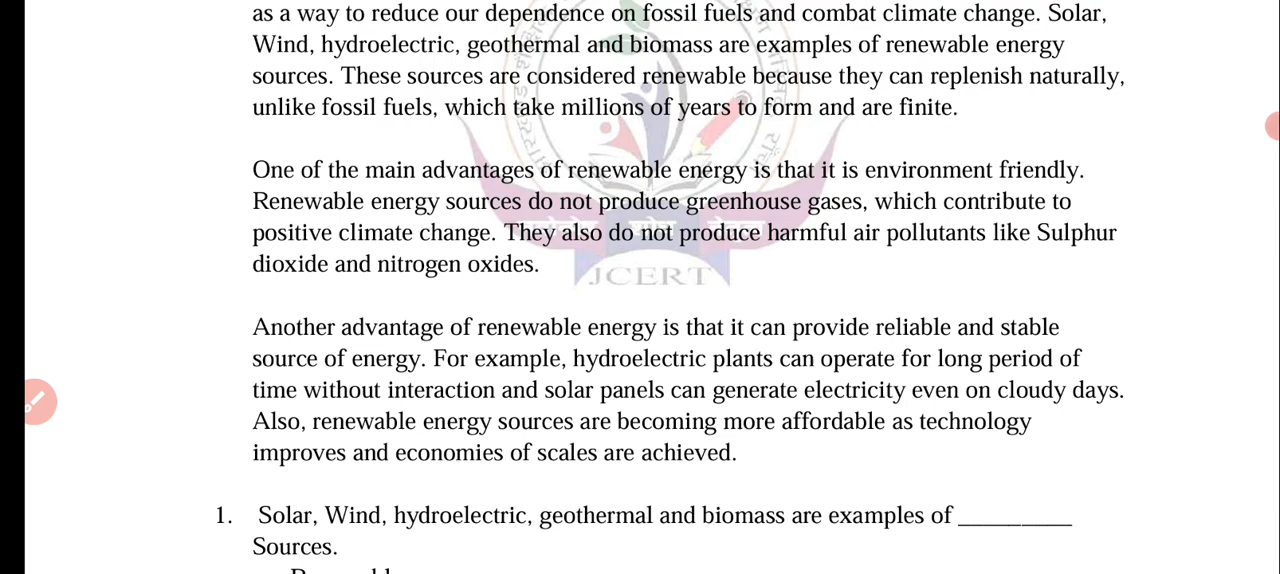 as a way to reduce our dependence on fossil fuels and combat climate change. Solar,
Wind, hydroelectric, geothermal and biomass are examples of renewable energy
sources. These sources are considered renewable because they can replenish naturally,
unlike fossil fuels, which take millions of years to form and are finite.
One of the main advantages of renewable energy is that it is environment friendly.
Renewable energy sources do not produce greenhouse gases, which contribute to
positive climate change. They also do not produce harmful air pollutants like Sulphur
dioxide and nitrogen oxides.
JCERT
Another advantage of renewable energy is that it can provide reliable and stable
source of energy. For example, hydroelectric plants can operate for long period of
time without interaction and solar panels can generate electricity even on cloudy days.
Also, renewable energy sources are becoming more affordable as technology
improves and economies of scales are achieved.
1. Solar, Wind, hydroelectric, geothermal and biomass are examples of _________
Sources.